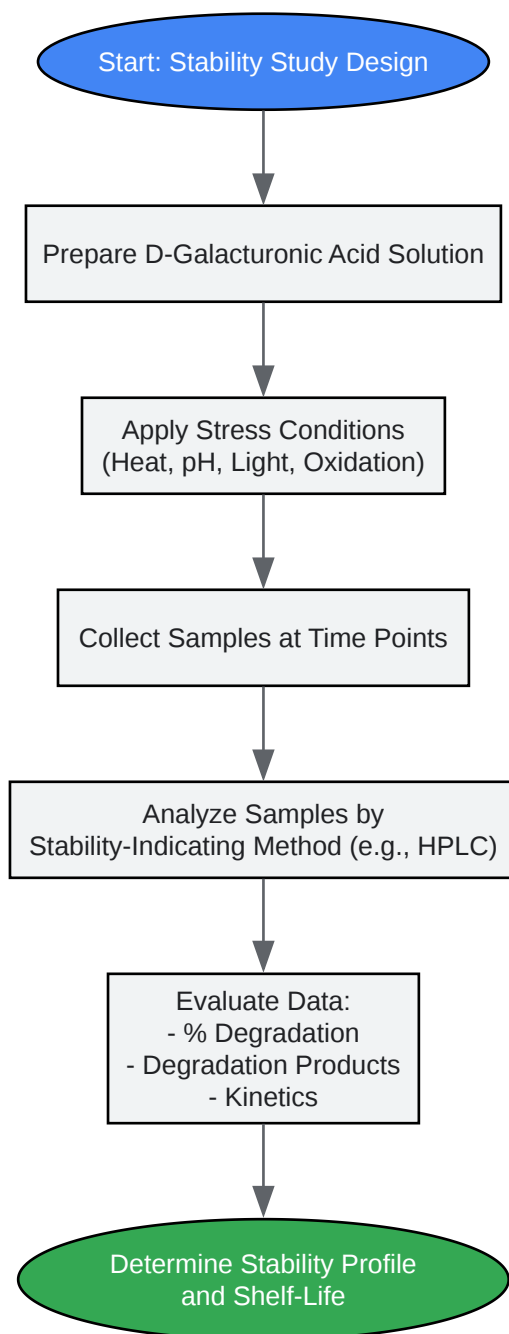 Start: Stability Study Design
Prepare D-Galacturonic Acid Solution
Apply Stress Conditions
(Heat, pH, Light, Oxidation)
Collect Samples at Time Points
Analyze Samples by
Stability-Indicating Method (e.g., HPLC)
Evaluate Data:
- % Degradation
- Degradation Products
- Kinetics
Determine Stability Profile
and Shelf-Life